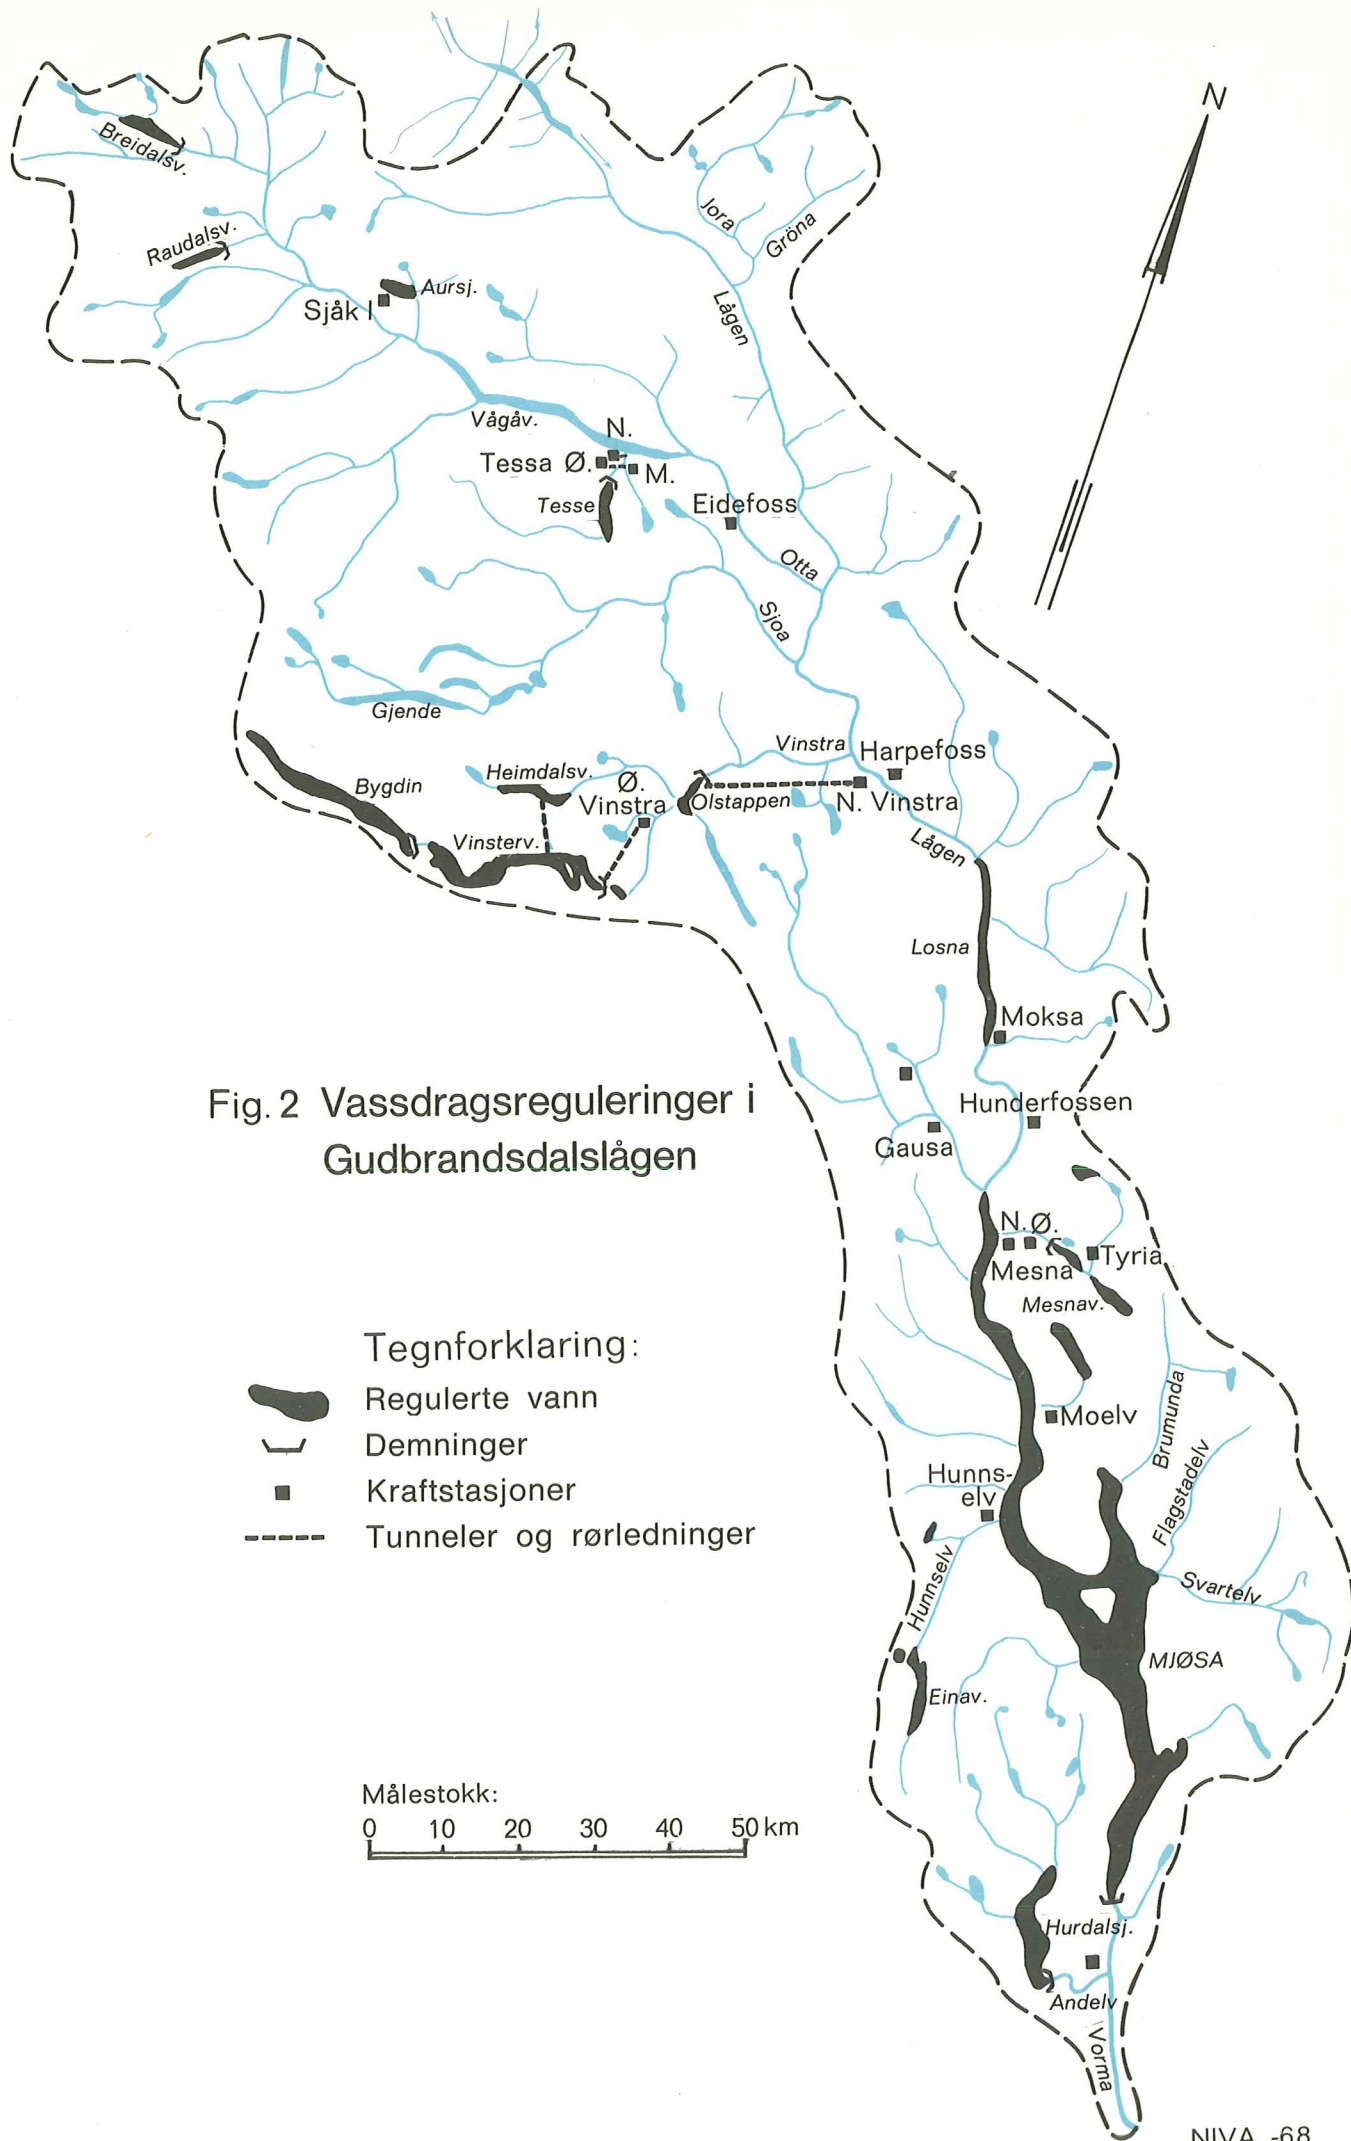 N
Breidalsv.
Jora
Gröna
Raudalsv.
Aursj.
Sjåk I
Lågen
Vågåv.
N.
Tessa Ø.
M.
Tesse
Eidefoss
Otta
Sjoa
Gjende
Vinstra
Harpefoss
Bygdin
Heimdalsv.
Ø.
Vinstra
Olstappen
N. Vinstra
Vinsterv.
Lågen
Losna
Moksa
Fig. 2 Vassdragsreguleringer i
Gudbrandsdalslågen
Hunderfossen
Gausa
N. Ø.
Mesna
Tyria
Mesnav.
Tegnforklaring:
Regulerte vann
Demninger
Kraftstasjoner
Tunneler og rørledninger
Moelv
Brumunda
Flagstadelv
Hunns-
elv
Hunnselv
Svartelv
MJØSA
Einav.
Målestokk:
0 10 20 30 40 50 km
Hurdalsj.
Andelv
Vorma
NIVA -68